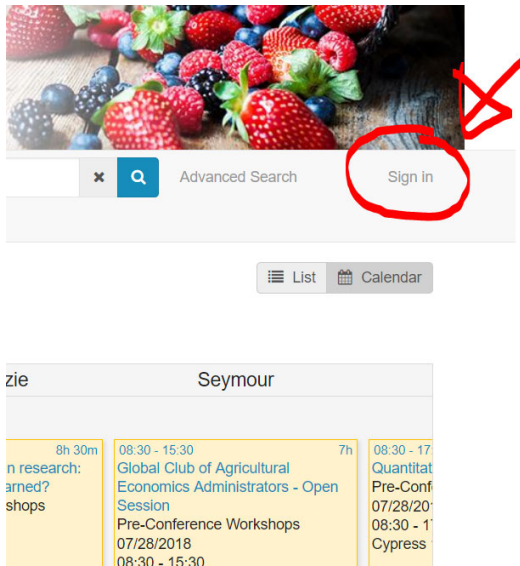 Advanced Search
Sign in
List
Calendar
zie
Seymour
8h 30m
n research:
arned?
shops
08:30 - 15:30 7h
Global Club of Agricultural
Economics Administrators - Open
Session
Pre-Conference Workshops
07/28/2018
08:30 - 15:30
08:30 - 17:
Quantitat
Pre-Conf
07/28/20
08:30 - 1
Cypress